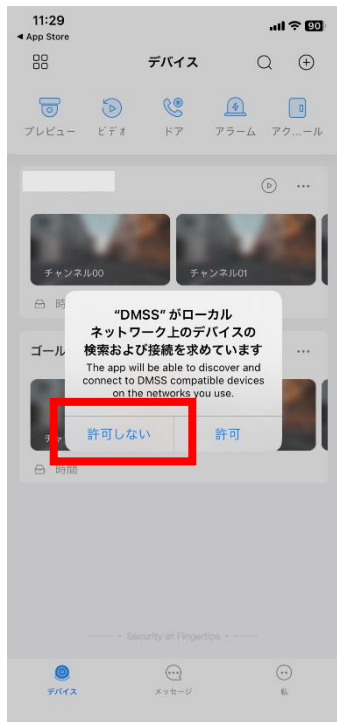 11:29
90
◀ App Store
デバイス
プレビュー ビデオ ドア アラーム アク...ール
チャンネル00 チャンネル01
時
"DMSS"がローカル
ネットワーク上のデバイスの
検索および接続を求めています
The app will be able to discover and
connect to DMSS compatible devices
on the networks you use.
許可しない 許可
ゴール
チ
時間
Security at Fingertips
デバイス メッセージ 私